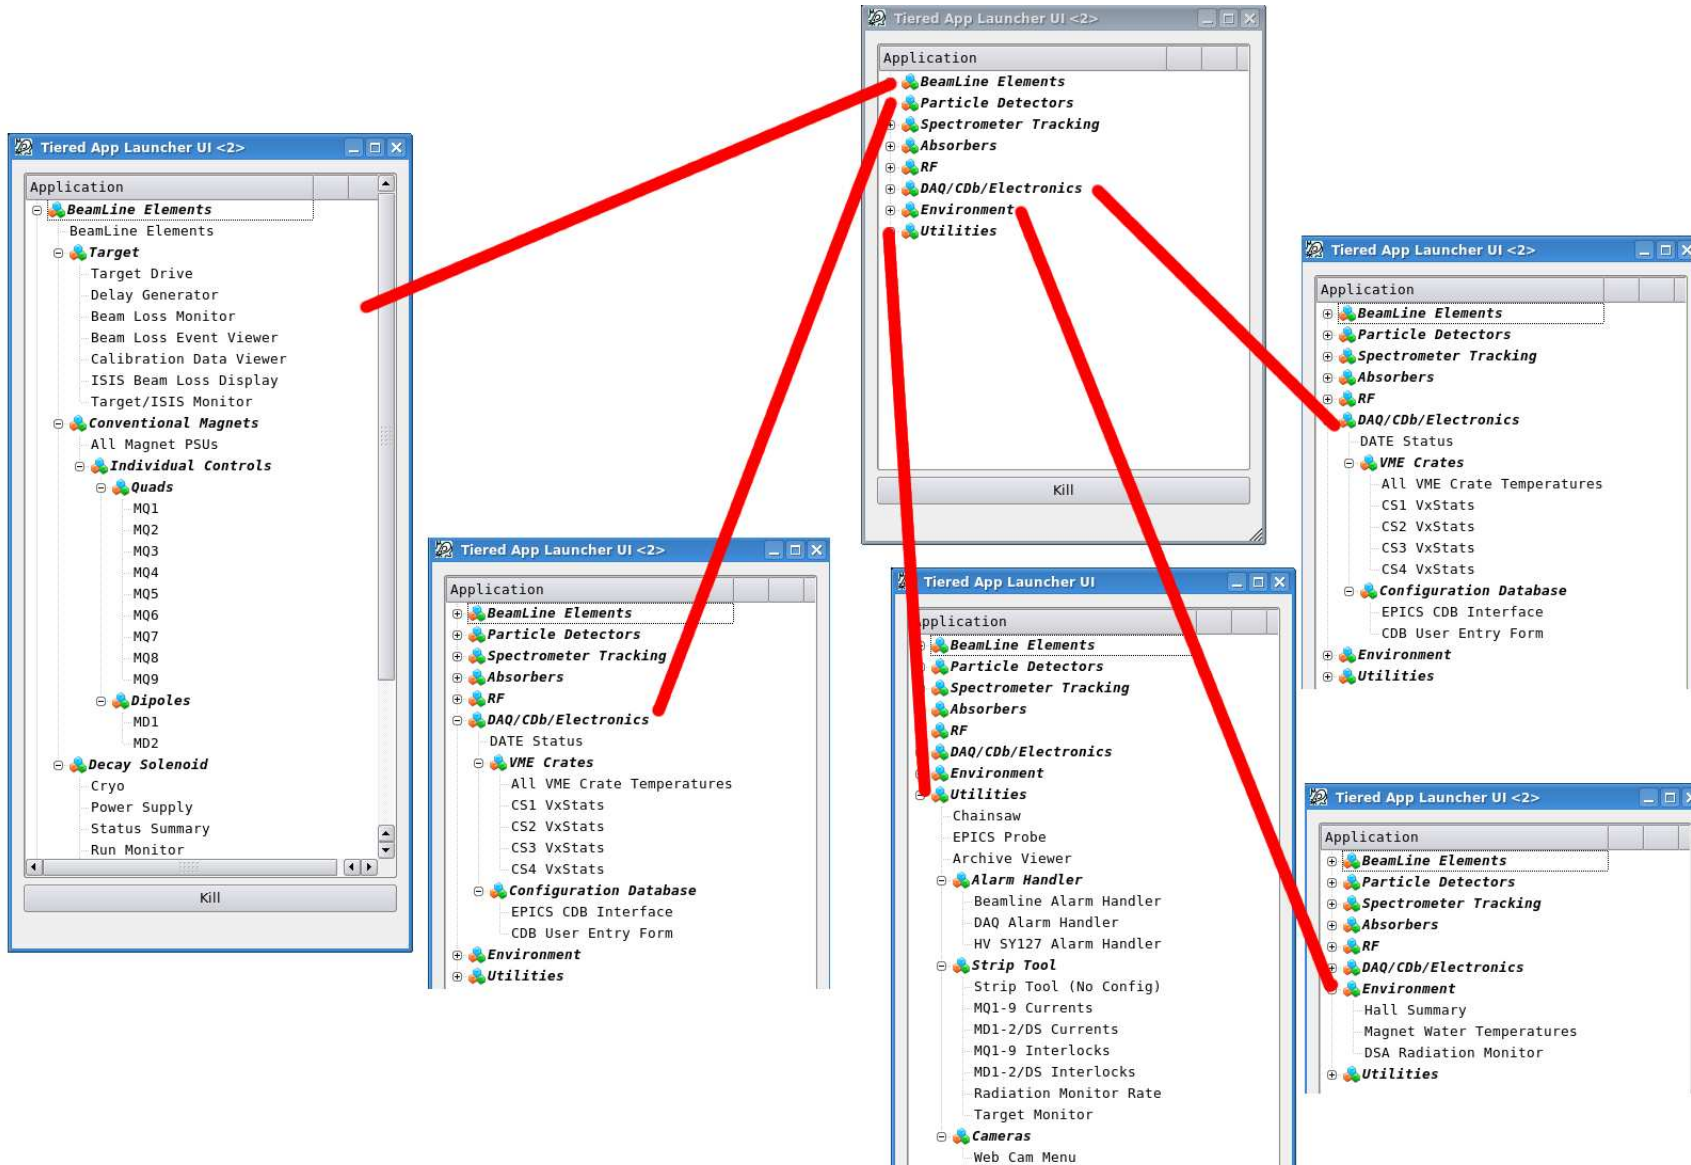 Tiered App Launcher UI <2>
Application
BeamLine Elements
Particle Detectors
Spectrometer Tracking
Absorbers
RF
DAQ/CDb/Electronics
Environment
Utilities
Kill
Tiered App Launcher UI <2>
Application
BeamLine Elements
BeamLine Elements
Target
Target Drive
Delay Generator
Beam Loss Monitor
Beam Loss Event Viewer
Calibration Data Viewer
ISIS Beam Loss Display
Target/ISIS Monitor
Conventional Magnets
All Magnet PSUs
Individual Controls
Quads
MQ1
MQ2
MQ3
MQ4
MQ5
MQ6
MQ7
MQ8
MQ9
Dipoles
MD1
MD2
Decay Solenoid
Cryo
Power Supply
Status Summary
Run Monitor
Kill
Tiered App Launcher UI <2>
Application
BeamLine Elements
Particle Detectors
Spectrometer Tracking
Absorbers
RF
DAQ/CDb/Electronics
DATE Status
VME Crates
All VME Crate Temperatures
CS1 VxStats
CS2 VxStats
CS3 VxStats
CS4 VxStats
Configuration Database
EPICS CDB Interface
CDB User Entry Form
Environment
Utilities
Tiered App Launcher UI
Application
BeamLine Elements
Particle Detectors
Spectrometer Tracking
Absorbers
RF
DAQ/CDb/Electronics
Environment
Utilities
Chainsaw
EPICS Probe
Archive Viewer
Alarm Handler
Beamline Alarm Handler
DAQ Alarm Handler
HV SY127 Alarm Handler
Strip Tool
Strip Tool (No Config)
MQ1-9 Currents
MD1-2/DS Currents
MQ1-9 Interlocks
MD1-2/DS Interlocks
Radiation Monitor Rate
Target Monitor
Cameras
Web Cam Menu
Tiered App Launcher UI <2>
Application
BeamLine Elements
Particle Detectors
Spectrometer Tracking
Absorbers
RF
DAQ/CDb/Electronics
DATE Status
VME Crates
All VME Crate Temperatures
CS1 VxStats
CS2 VxStats
CS3 VxStats
CS4 VxStats
Configuration Database
EPICS CDB Interface
CDB User Entry Form
Environment
Utilities
Tiered App Launcher UI <2>
Application
BeamLine Elements
Particle Detectors
Spectrometer Tracking
Absorbers
RF
DAQ/CDb/Electronics
Environment
Hall Summary
Magnet Water Temperatures
DSA Radiation Monitor
Utilities